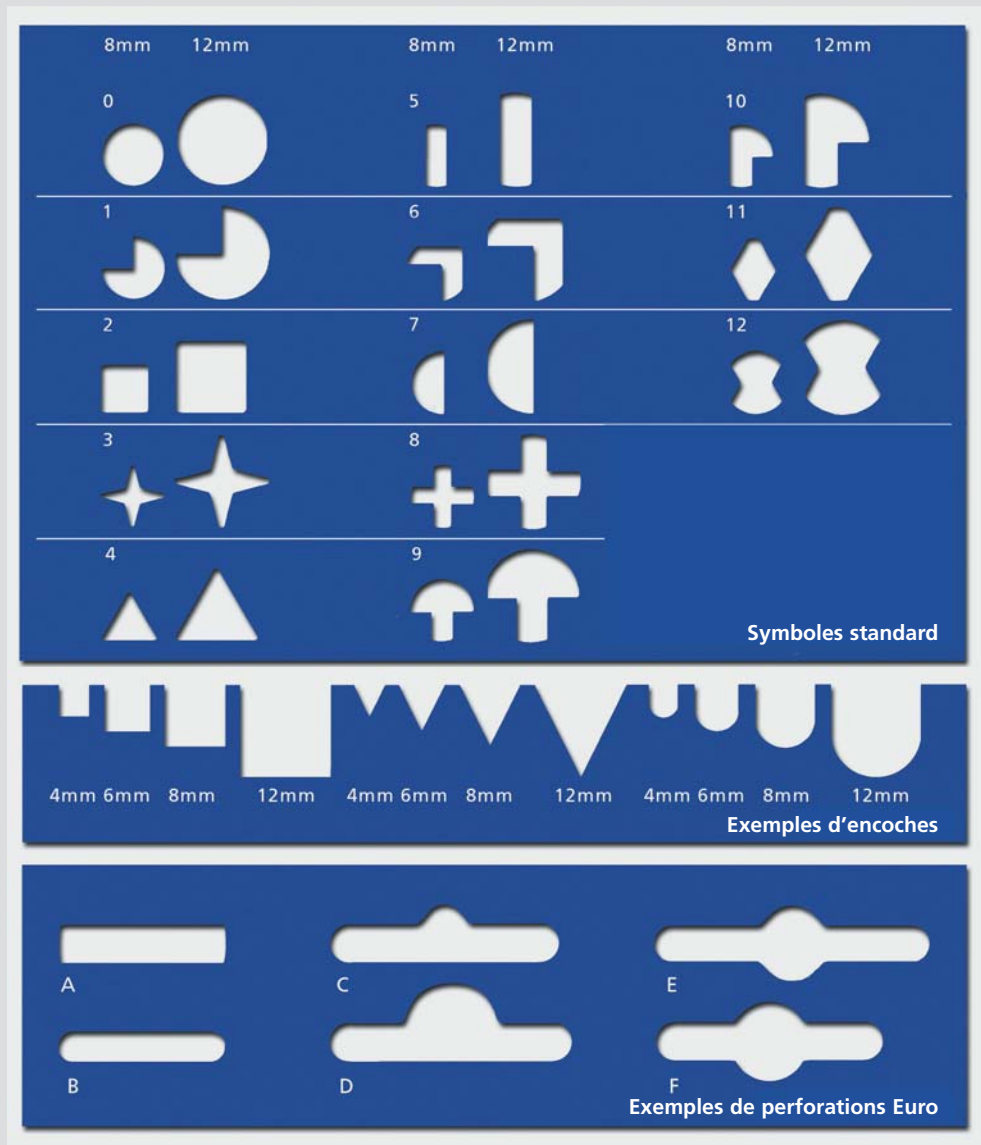 8mm 12mm 8mm 12mm 8mm 12mm
0 5 10
1 6 11
2 7 12
3 8
4 9
Symboles standard
4mm 6mm 8mm 12mm 4mm 6mm 8mm 12mm 4mm 6mm 8mm 12mm
Exemples d'encoches
A C E
B D F
Exemples de perforations Euro